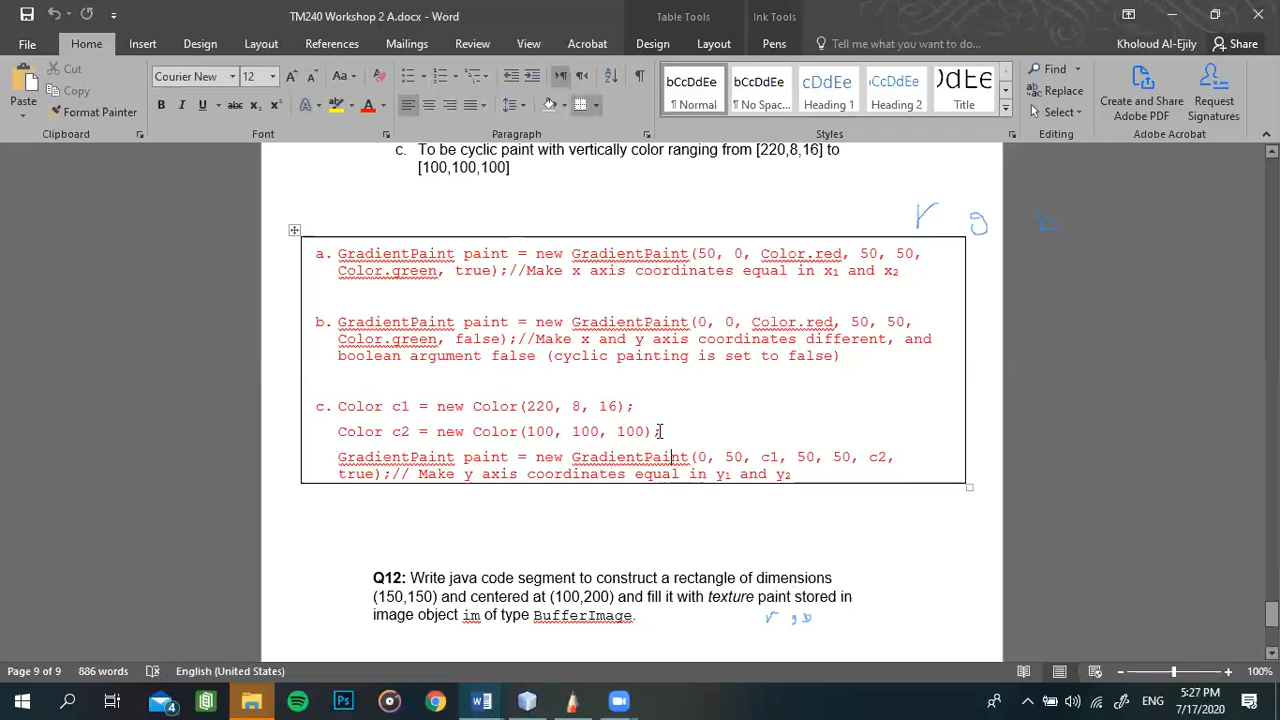 TM240 Workshop 2 A.docx - Word
Table Tools
Ink Tools
File
Home
Insert
Design
Layout
References
Mailings
Review
View
Acrobat
Design
Layout
Pens
Tell me what you want to do...
Kholoud Al-Ejily
Share
Paste
Cut
Copy
Format Painter
Courier New
12
bCcDdEe
bCcDdEe
cDdEe
bCcDdEe
DdEe
¶ Normal
¶ No Spac...
Heading 1
Heading 2
Title
Find
Replace
Select
Create and Share
Adobe PDF
Request
Signatures
Clipboard
Font
Paragraph
Styles
Editing
Adobe Acrobat
c. To be cyclic paint with vertically color ranging from [220,8,16] to
[100,100,100]
r g b
a. GradientPaint paint = new GradientPaint(50, 0, Color.red, 50, 50,
Color.green, true);//Make x axis coordinates equal in x1 and x2
b. GradientPaint paint = new GradientPaint(0, 0, Color.red, 50, 50,
Color.green, false);//Make x and y axis coordinates different, and
boolean argument false (cyclic painting is set to false)
c. Color c1 = new Color(220, 8, 16);
Color c2 = new Color(100, 100, 100);
GradientPaint paint = new GradientPaint(0, 50, c1, 50, 50, c2,
true);// Make y axis coordinates equal in y1 and y2
Q12: Write java code segment to construct a rectangle of dimensions
(150,150) and centered at (100,200) and fill it with texture paint stored in
image object im of type BufferImage.
r g b
Page 9 of 9
886 words
English (United States)
100%
4
ENG
5:27 PM
7/17/2020